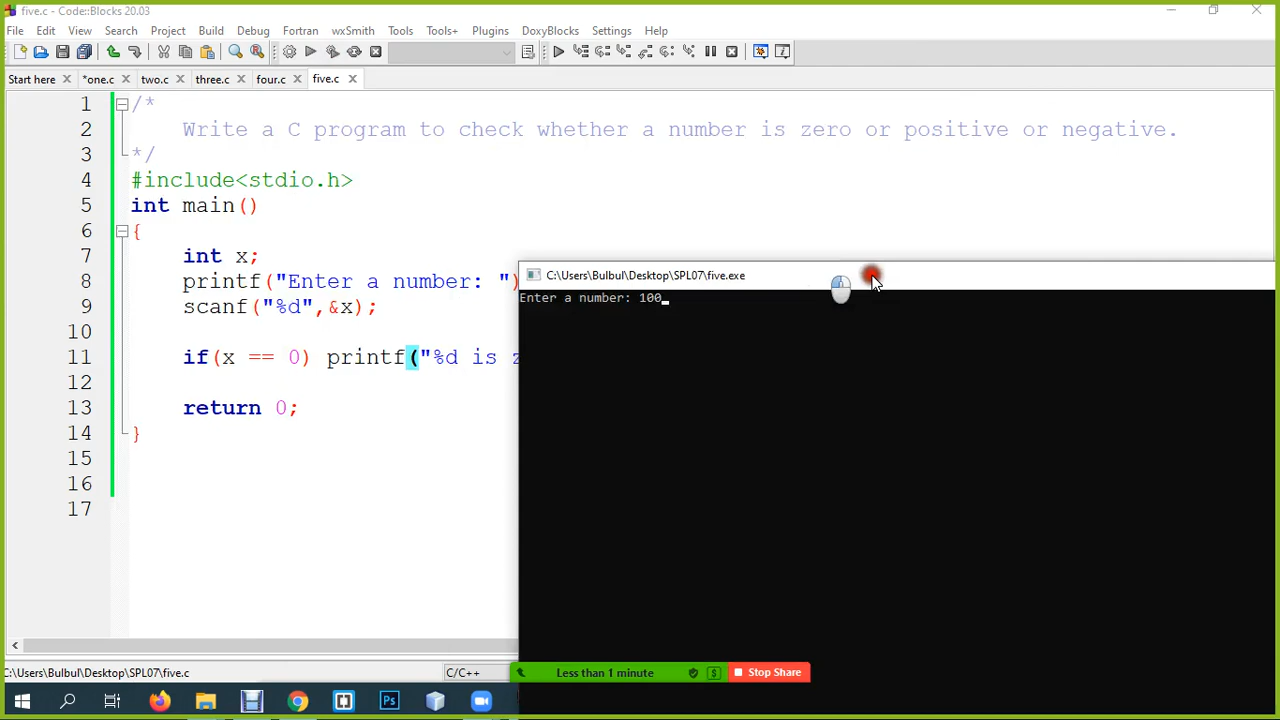 five.c - Code::Blocks 20.03
File Edit View Search Project Build Debug Fortran wxSmith Tools Tools+ Plugins DoxyBlocks Settings Help
Start here *one.c two.c three.c four.c five.c
1 /*
2 Write a C program to check whether a number is zero or positive or negative.
3 */
4 #include<stdio.h>
5 int main()
6 {
7 int x;
8 printf("Enter a number: ")
9 scanf("%d",&x);
10
11 if(x == 0) printf("%d is z
12
13 return 0;
14 }
15
16
17
C:\Users\Bulbul\Desktop\SPL07\five.exe
Enter a number: 100
C:\Users\Bulbul\Desktop\SPL07\five.c C/C++
Less than 1 minute $ Stop Share
Ps